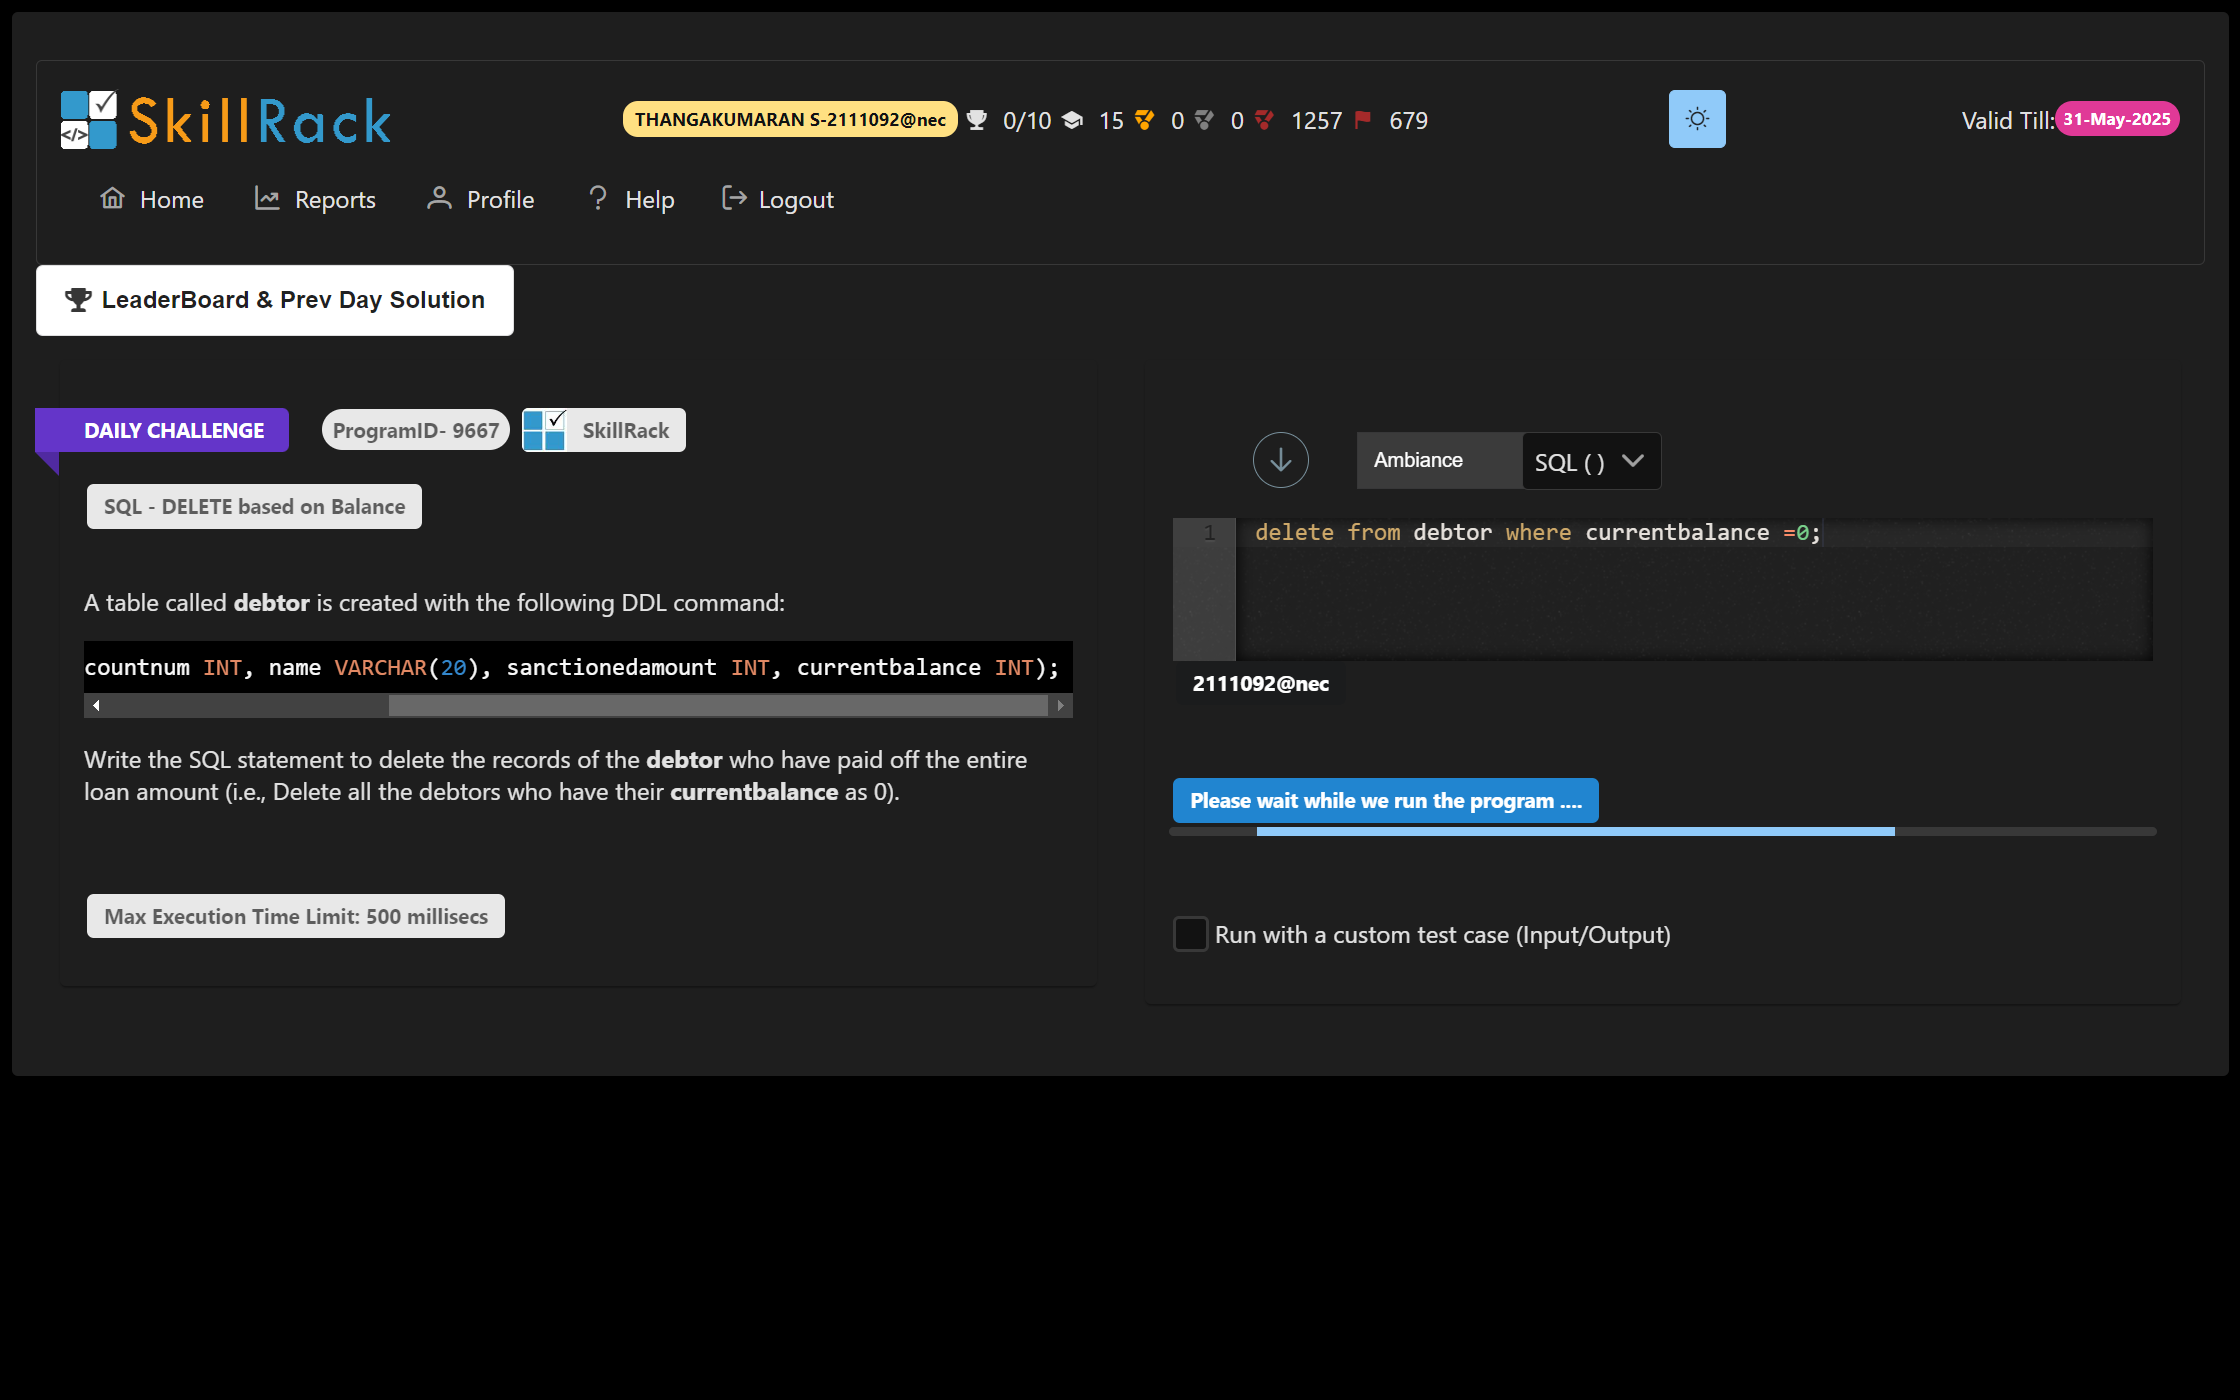 </>
SkillRack
THANGAKUMARAN S-2111092@nec 0/10 15 0 0 1257 679
Valid Till: 31-May-2025
Home Reports Profile Help Logout
LeaderBoard & Prev Day Solution
DAILY CHALLENGE ProgramID- 9667 SkillRack
SQL - DELETE based on Balance
A table called debtor is created with the following DDL command:
countnum INT, name VARCHAR(20), sanctionedamount INT, currentbalance INT);
Write the SQL statement to delete the records of the debtor who have paid off the entire
loan amount (i.e., Delete all the debtors who have their currentbalance as 0).
Max Execution Time Limit: 500 millisecs
Ambiance SQL ( )
1 delete from debtor where currentbalance =0;
2111092@nec
Please wait while we run the program ....
Run with a custom test case (Input/Output)